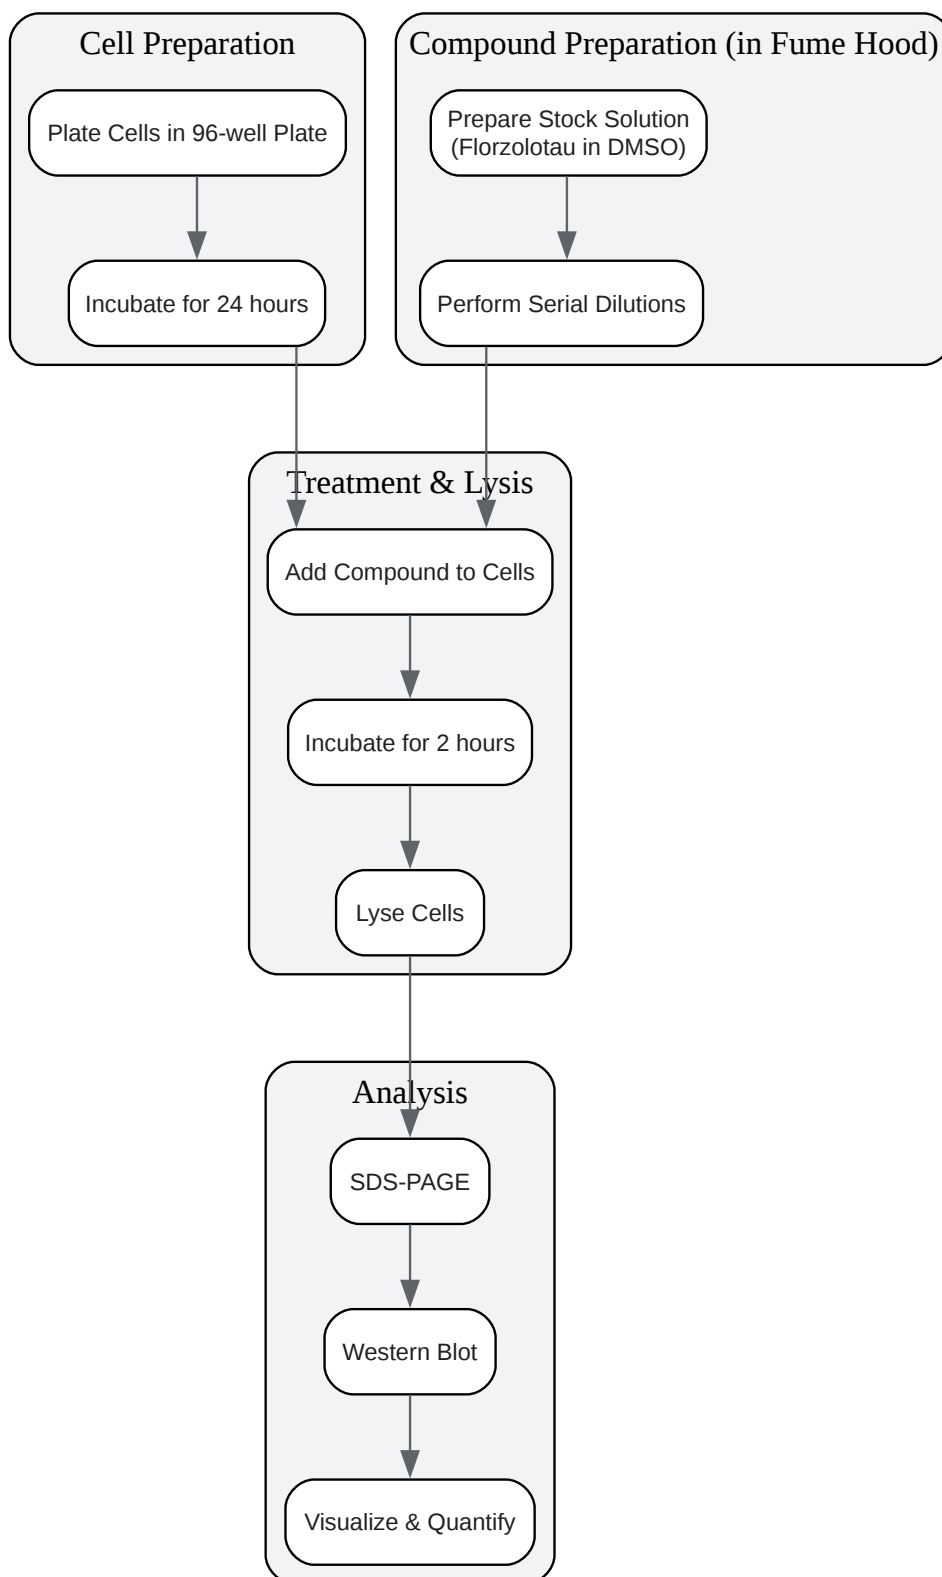 Cell Preparation
Plate Cells in 96-well Plate
Incubate for 24 hours
Compound Preparation (in Fume Hood)
Prepare Stock Solution
(Florzolotau in DMSO)
Perform Serial Dilutions
Treatment & Lysis
Add Compound to Cells
Incubate for 2 hours
Lyse Cells
Analysis
SDS-PAGE
Western Blot
Visualize & Quantify